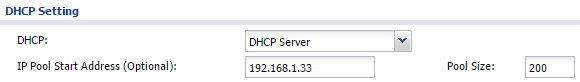 DHCP Setting
DHCP: DHCP Server
IP Pool Start Address (Optional): 192.168.1.33 Pool Size: 200